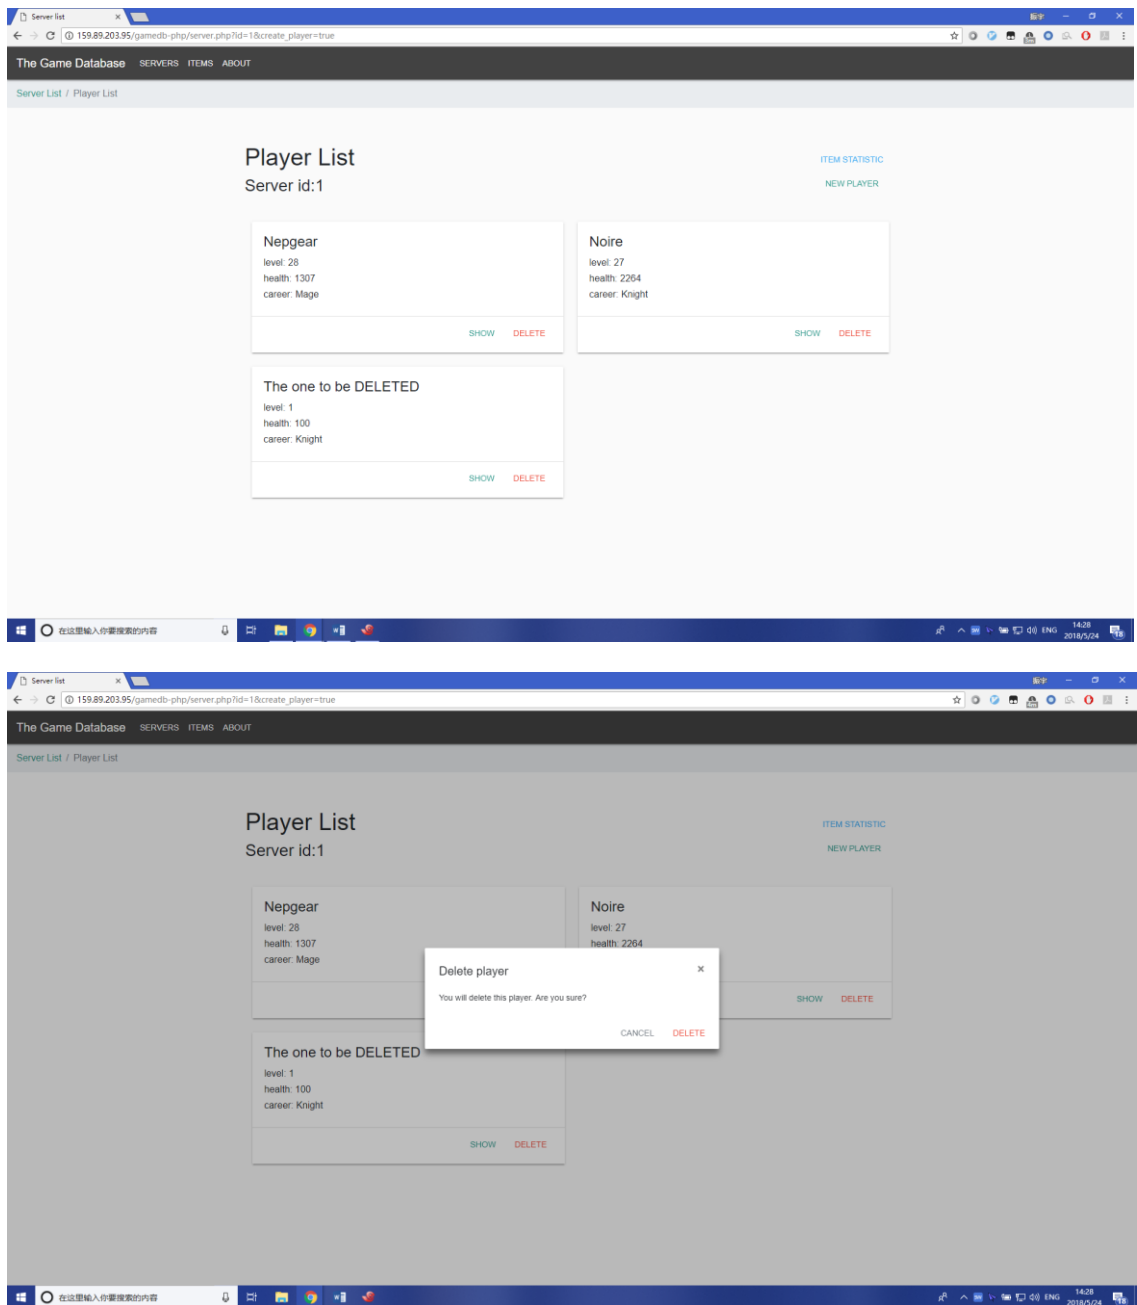 Server list
159.89.203.95/gamedb-php/server.php?id=1&create_player=true
The Game Database SERVERS ITEMS ABOUT
Server List / Player List
Player List
ITEM STATISTIC
Server id:1
NEW PLAYER
Nepgear
level: 28
health: 1307
career: Mage
SHOW DELETE
Noire
level: 27
health: 2264
career: Knight
SHOW DELETE
The one to be DELETED
level: 1
health: 100
career: Knight
SHOW DELETE
在这里输入你要搜索的内容
ENG
14:28
2018/5/24
Server list
159.89.203.95/gamedb-php/server.php?id=1&create_player=true
The Game Database SERVERS ITEMS ABOUT
Server List / Player List
Player List
ITEM STATISTIC
Server id:1
NEW PLAYER
Nepgear
level: 28
health: 1307
career: Mage
Noire
level: 27
health: 2264
SHOW DELETE
Delete player
You will delete this player. Are you sure?
CANCEL DELETE
The one to be DELETED
level: 1
health: 100
career: Knight
SHOW DELETE
在这里输入你要搜索的内容
ENG
14:28
2018/5/24